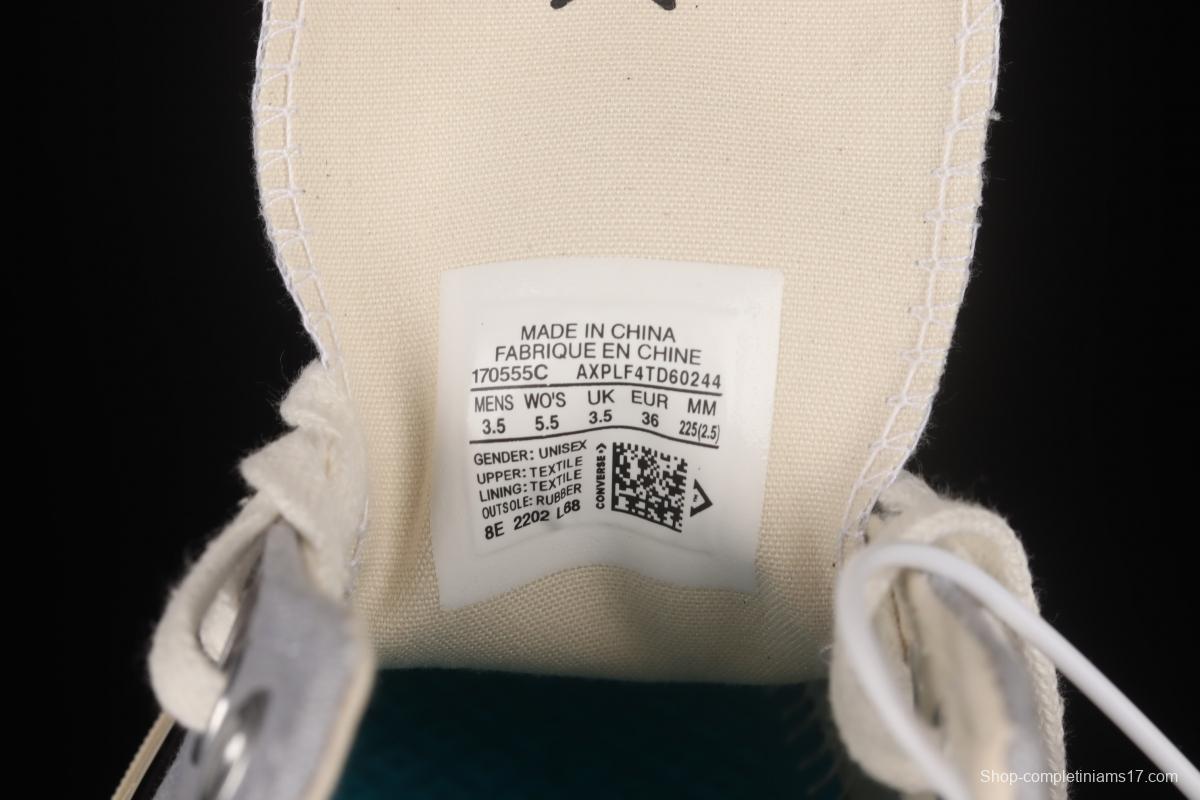 MADE IN CHINA
FABRIQUE EN CHINE
170555C AXPLF4TD60244
MENS WO'S UK EUR MM
3.5 5.5 3.5 36 225(2.5)
GENDER: UNISEX
UPPER: TEXTILE
LINING: TEXTILE
OUTSOLE: RUBBER
8E 2202 L68
CONVERSE
Shop-completiniams17.com